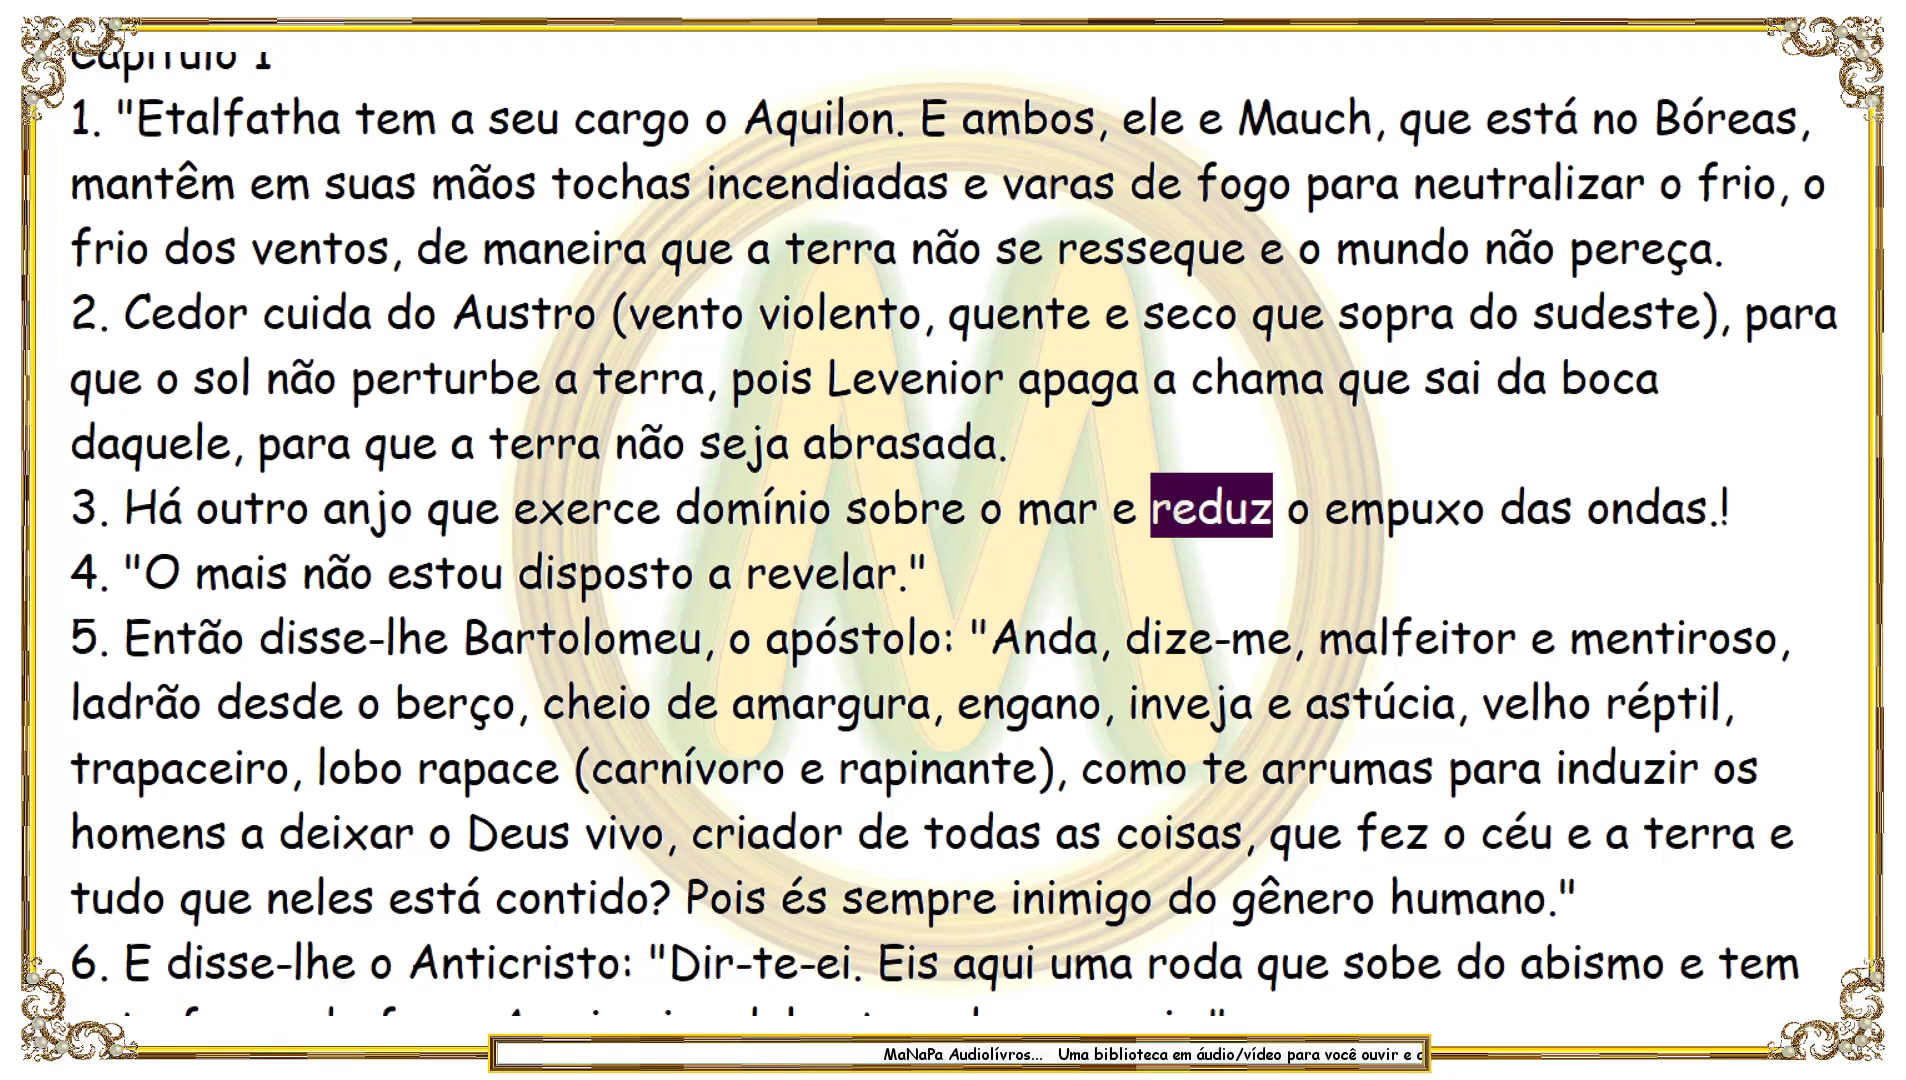 Capítulo 1
1. "Etalfatha tem a seu cargo o Aquilon. E ambos, ele e Mauch, que está no Bóreas,
mantêm em suas mãos tochas incendiadas e varas de fogo para neutralizar o frio, o
frio dos ventos, de maneira que a terra não se resseque e o mundo não pereça.
2. Cedor cuida do Austro (vento violento, quente e seco que sopra do sudeste), para
que o sol não perturbe a terra, pois Levenior apaga a chama que sai da boca
daquele, para que a terra não seja abrasada.
3. Há outro anjo que exerce domínio sobre o mar e reduz o empuxo das ondas.!
4. "O mais não estou disposto a revelar."
5. Então disse-lhe Bartolomeu, o apóstolo: "Anda, dize-me, malfeitor e mentiroso,
ladrão desde o berço, cheio de amargura, engano, inveja e astúcia, velho réptil,
trapaceiro, lobo rapace (carnívoro e rapinante), como te arrumas para induzir os
homens a deixar o Deus vivo, criador de todas as coisas, que fez o céu e a terra e
tudo que neles está contido? Pois és sempre inimigo do gênero humano."
6. E disse-lhe o Anticristo: "Dir-te-ei. Eis aqui uma roda que sobe do abismo e tem
MaNaPa Audiolívros... Uma biblioteca em áudio/vídeo para você ouvir e